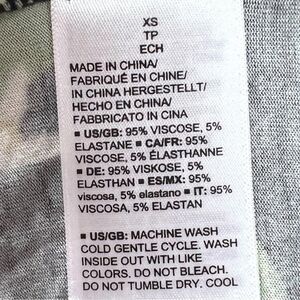 XS
TP
ECH
MADE IN CHINA/
FABRIQUÉ EN CHINE/
IN CHINA HERGESTELLT/
HECHO EN CHINA/
FABBRICATO IN CINA
■ US/GB: 95% VISCOSE, 5%
ELASTANE ■ CA/FR: 95%
VISCOSE, 5% ÉLASTHANNE
■ DE: 95% VISKOSE, 5%
ELASTHAN ■ ES/MX: 95%
viscosa, 5% elastano ■ IT: 95%
VISCOSA, 5% ELASTAN
■ US/GB: MACHINE WASH
COLD GENTLE CYCLE. WASH
INSIDE OUT WITH LIKE
COLORS. DO NOT BLEACH.
DO NOT TUMBLE DRY. COOL